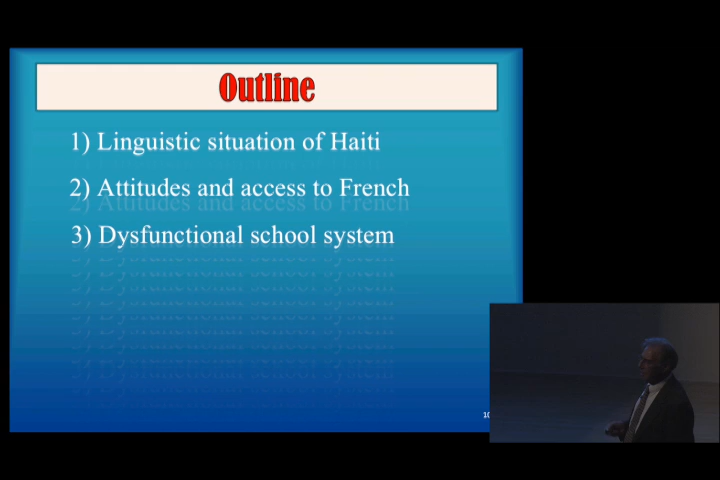 Outline
1) Linguistic situation of Haiti
2) Attitudes and access to French
3) Dysfunctional school system